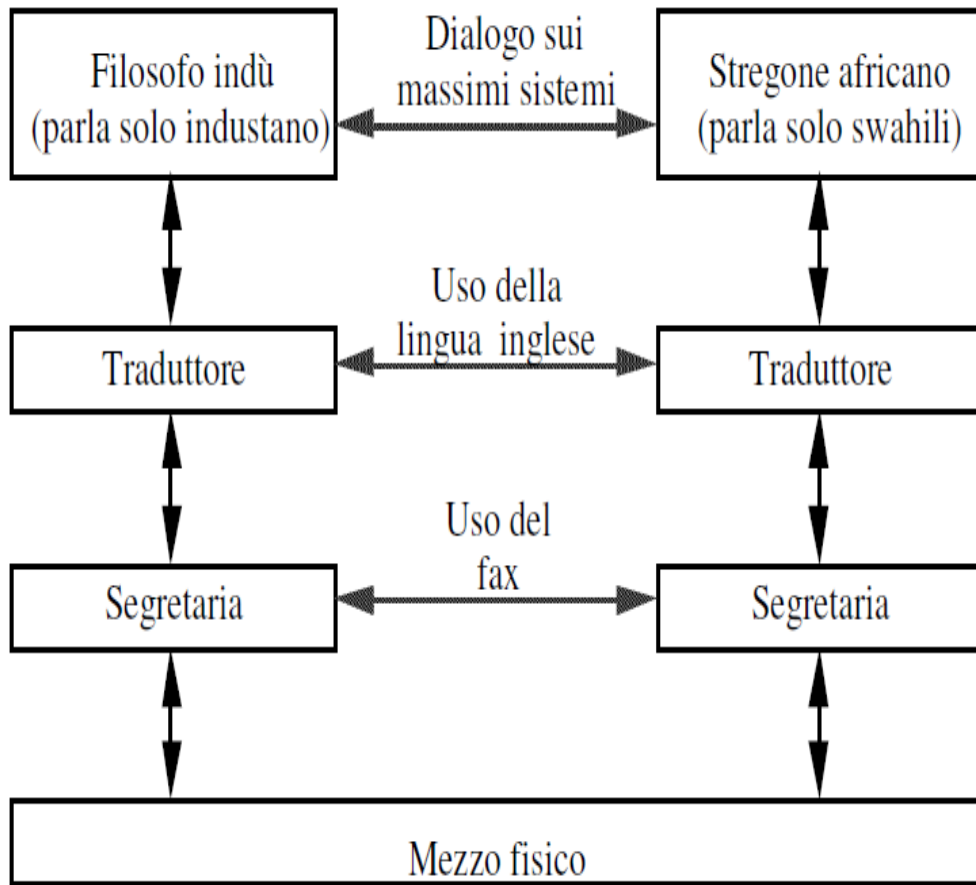 Filosofo indù
(parla solo industano)
Dialogo sui
massimi sistemi
Stregone africano
(parla solo swahili)
Traduttore
Uso della
lingua inglese
Traduttore
Segretaria
Uso del
fax
Segretaria
Mezzo fisico